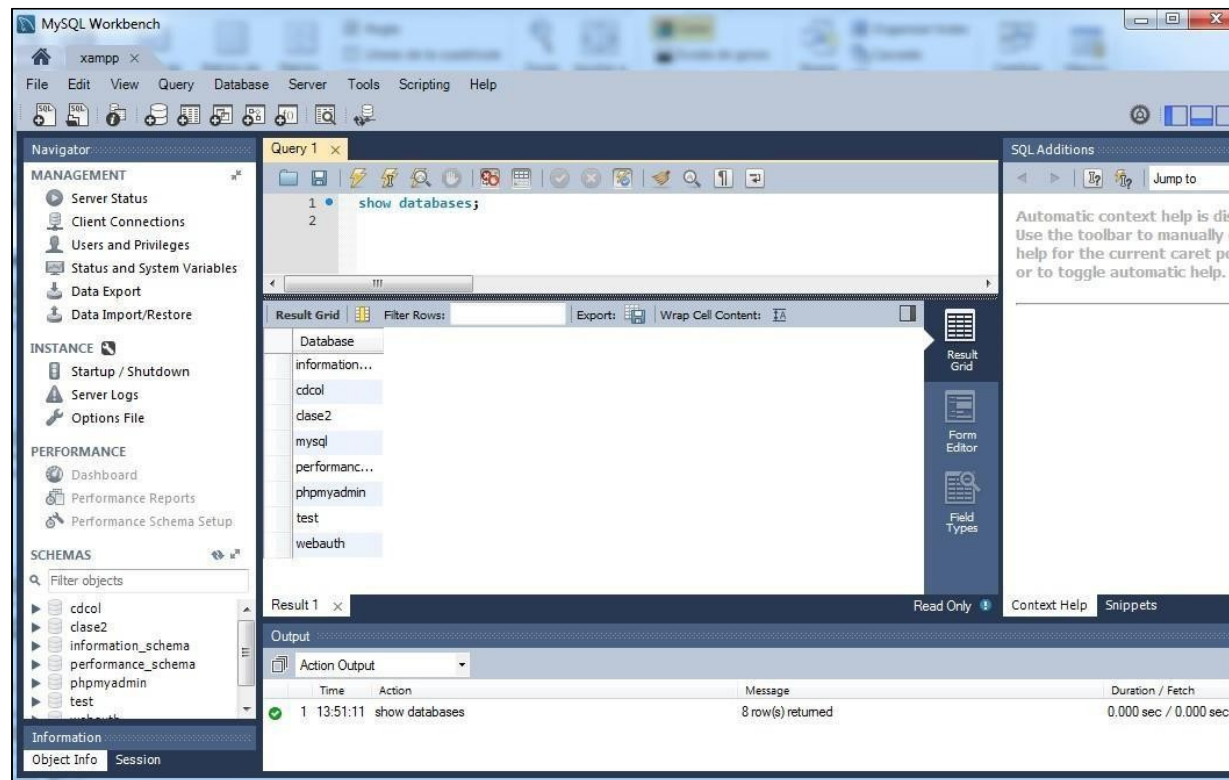 MySQL Workbench
xampp
File Edit View Query Database Server Tools Scripting Help
Navigator
MANAGEMENT
Server Status
Client Connections
Users and Privileges
Status and System Variables
Data Export
Data Import/Restore
INSTANCE
Startup / Shutdown
Server Logs
Options File
PERFORMANCE
Dashboard
Performance Reports
Performance Schema Setup
SCHEMAS
Filter objects
cdcol
clase2
information_schema
performance_schema
phpmyadmin
test
Information
Object Info Session
Query 1
1 show databases;
2
Result Grid Filter Rows: Export: Wrap Cell Content:
Database
information...
cdcol
clase2
mysql
performanc...
phpmyadmin
test
webauth
Result Grid
Form Editor
Field Types
Result 1 Read Only
Output
Action Output
Time Action Message Duration / Fetch
1 13:51:11 show databases 8 row(s) returned 0.000 sec / 0.000 sec
SQL Additions
Jump to
Automatic context help is dis
Use the toolbar to manually
help for the current caret po
or to toggle automatic help.
Context Help Snippets